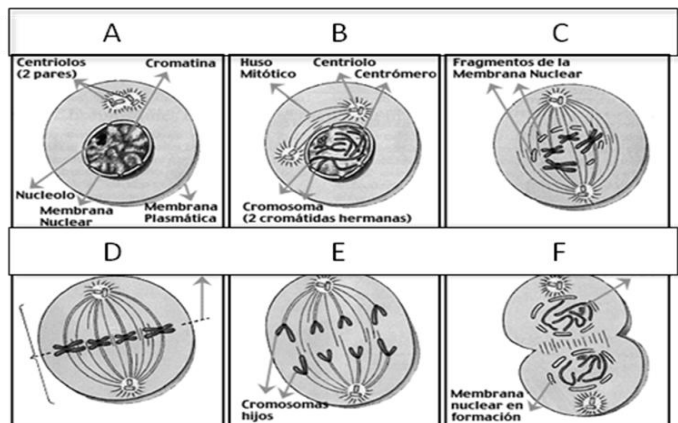 A
B
C
Centriolos
(2 pares)
Cromatina
Nucleolo
Membrana
Nuclear
Membrana
Plasmática
Huso
Mitótico
Centriolo
Centrómero
Cromosoma
(2 cromátidas hermanas)
Fragmentos de la
Membrana Nuclear
D
E
F
Cromosomas
hijos
Membrana
nuclear en
formación